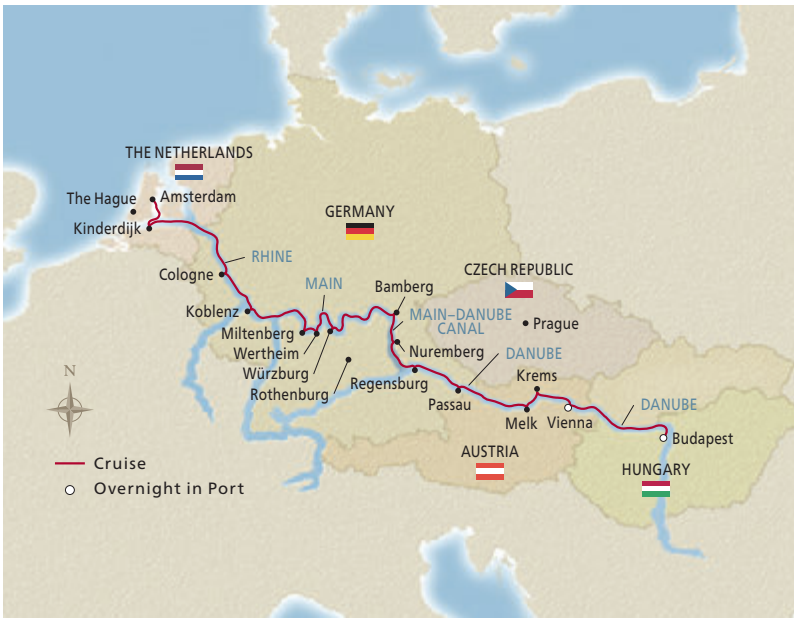 THE NETHERLANDS
The Hague
Amsterdam
Kinderdijk
GERMANY
RHINE
CZECH REPUBLIC
Cologne
MAIN
Bamberg
Koblenz
MAIN–DANUBE
CANAL
Prague
Miltenberg
Wertheim
Nuremberg
DANUBE
Würzburg
N
Krems
Regensburg
Rothenburg
Passau
DANUBE
Melk
Vienna
Budapest
AUSTRIA
Cruise
HUNGARY
Overnight in Port